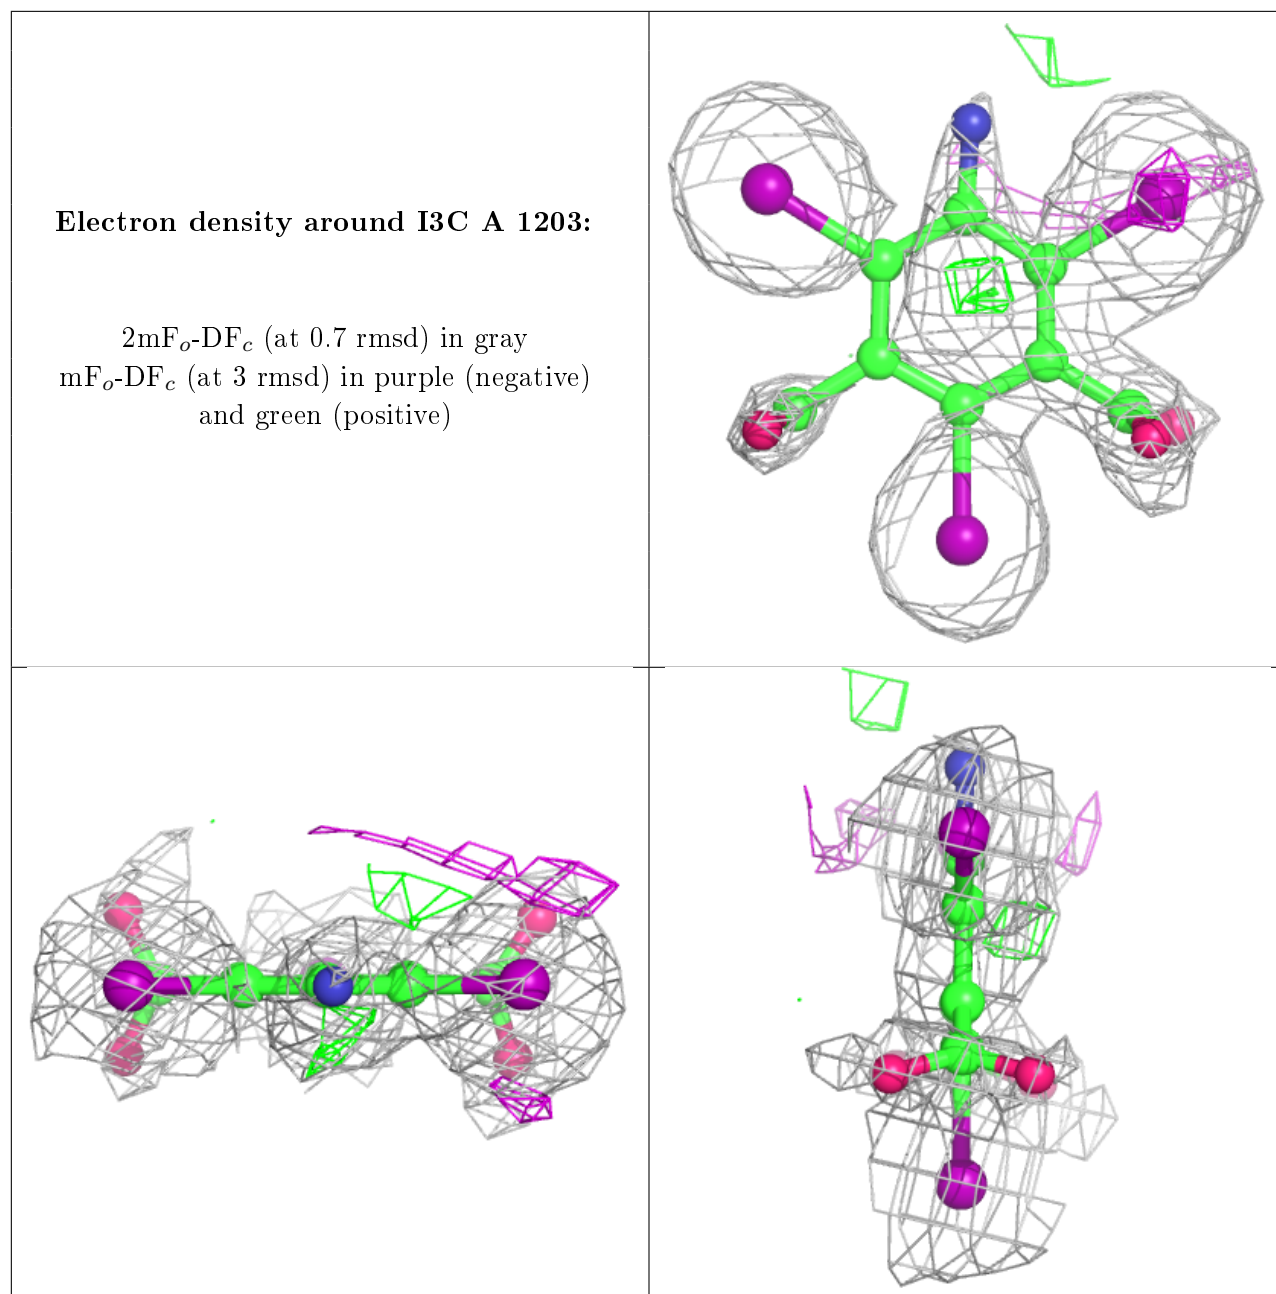 Electron density around I3C A 1203:
2mFo-DFc (at 0.7 rmsd) in gray
mFo-DFc (at 3 rmsd) in purple (negative)
and green (positive)